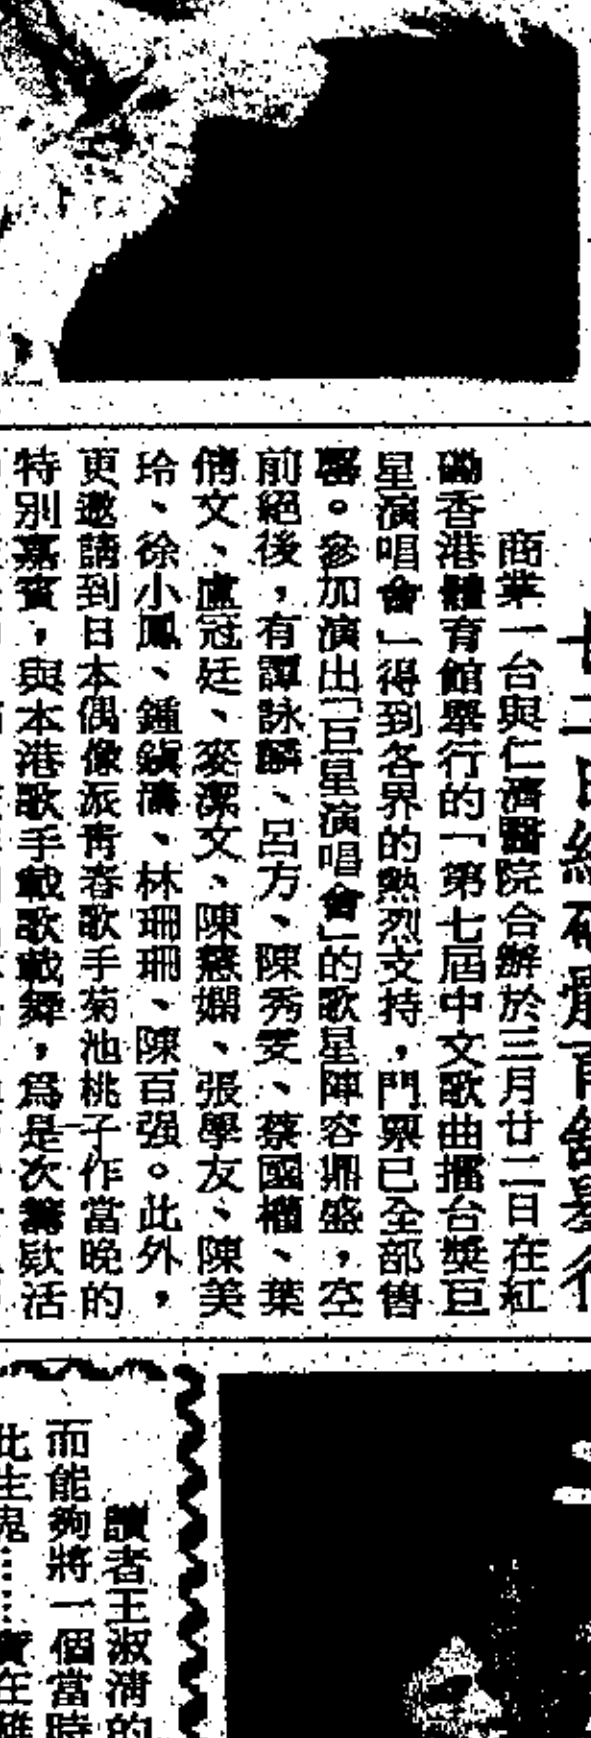 商業一台與仁濟醫院合辦於三月廿二日在紅
磡香港體育館舉行的「第七屆中文歌曲擂台獎巨
星演唱會」得到各界的熱烈支持，門票已全部售
罄。參加演出「巨星演唱會」的歌星陣容鼎盛，空
前絕後，有譚詠麟、呂方、陳秀雯、蔡國權、葉
倩文、盧冠廷、麥潔文、陳慧嫻、張學友、陳美
玲、徐小鳳、鍾鎮濤、林珊珊、陳百强。此外，
更邀請到日本偶像派靑春歌手菊池桃子作當晚的
特別嘉賓，與本港歌手載歌載舞，爲是次籌款活
讀者王淑清的
而能夠將一個當時
此生鬼……實在難